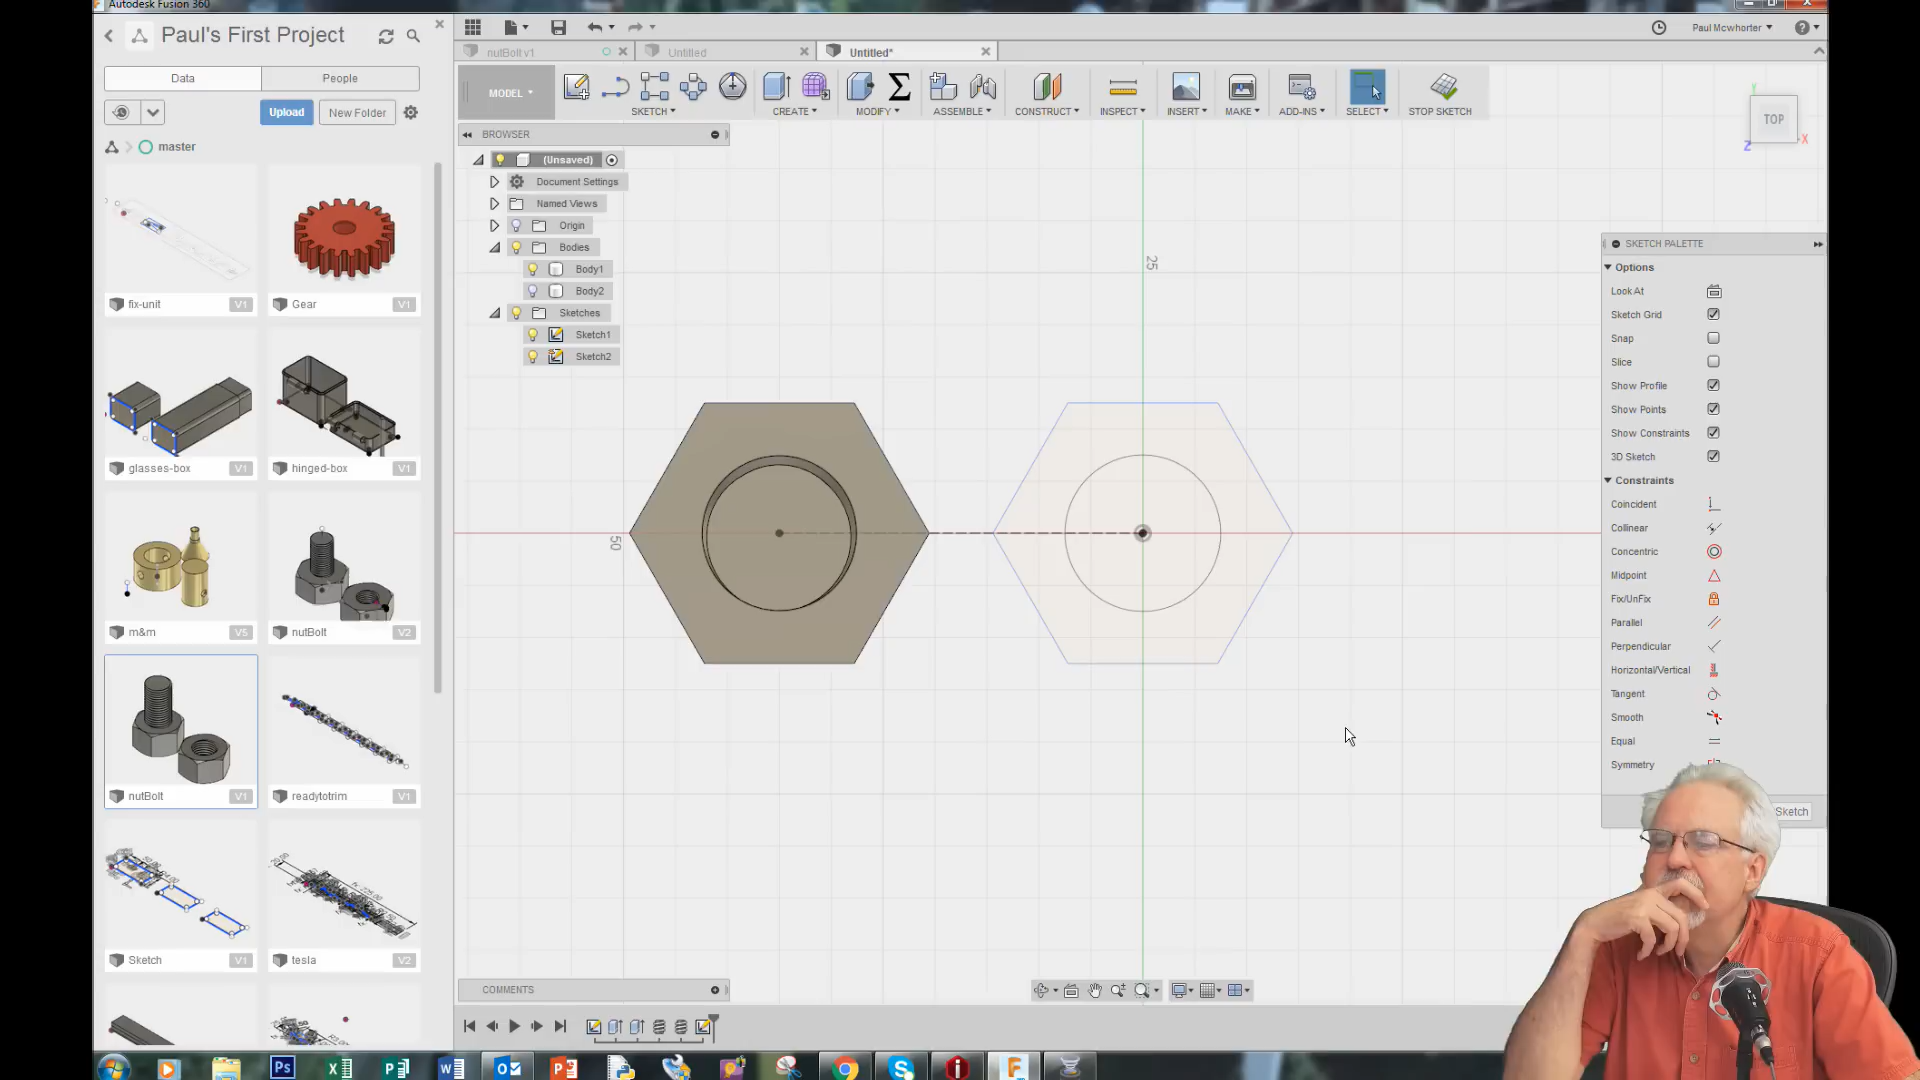 Autodesk Fusion 360
Paul's First Project
Data
People
Upload
New Folder
master
fix-unit V1
Gear V1
glasses-box V1
hinged-box V1
m&m V5
nutBolt V2
nutBolt V1
readytotrim V1
Sketch V1
tesla V2
Paul Mcwhorter
nutBolt v1
Untitled
Untitled*
MODEL
SKETCH
CREATE
MODIFY
ASSEMBLE
CONSTRUCT
INSPECT
INSERT
MAKE
ADD-INS
SELECT
STOP SKETCH
BROWSER
(Unsaved)
Document Settings
Named Views
Origin
Bodies
Body1
Body2
Sketches
Sketch1
Sketch2
TOP
X
Y
Z
25
50
SKETCH PALETTE
Options
Look At
Sketch Grid
Snap
Slice
Show Profile
Show Points
Show Constraints
3D Sketch
Constraints
Coincident
Collinear
Concentric
Midpoint
Fix/UnFix
Parallel
Perpendicular
Horizontal/Vertical
Tangent
Smooth
Equal
Symmetry
Sketch
COMMENTS